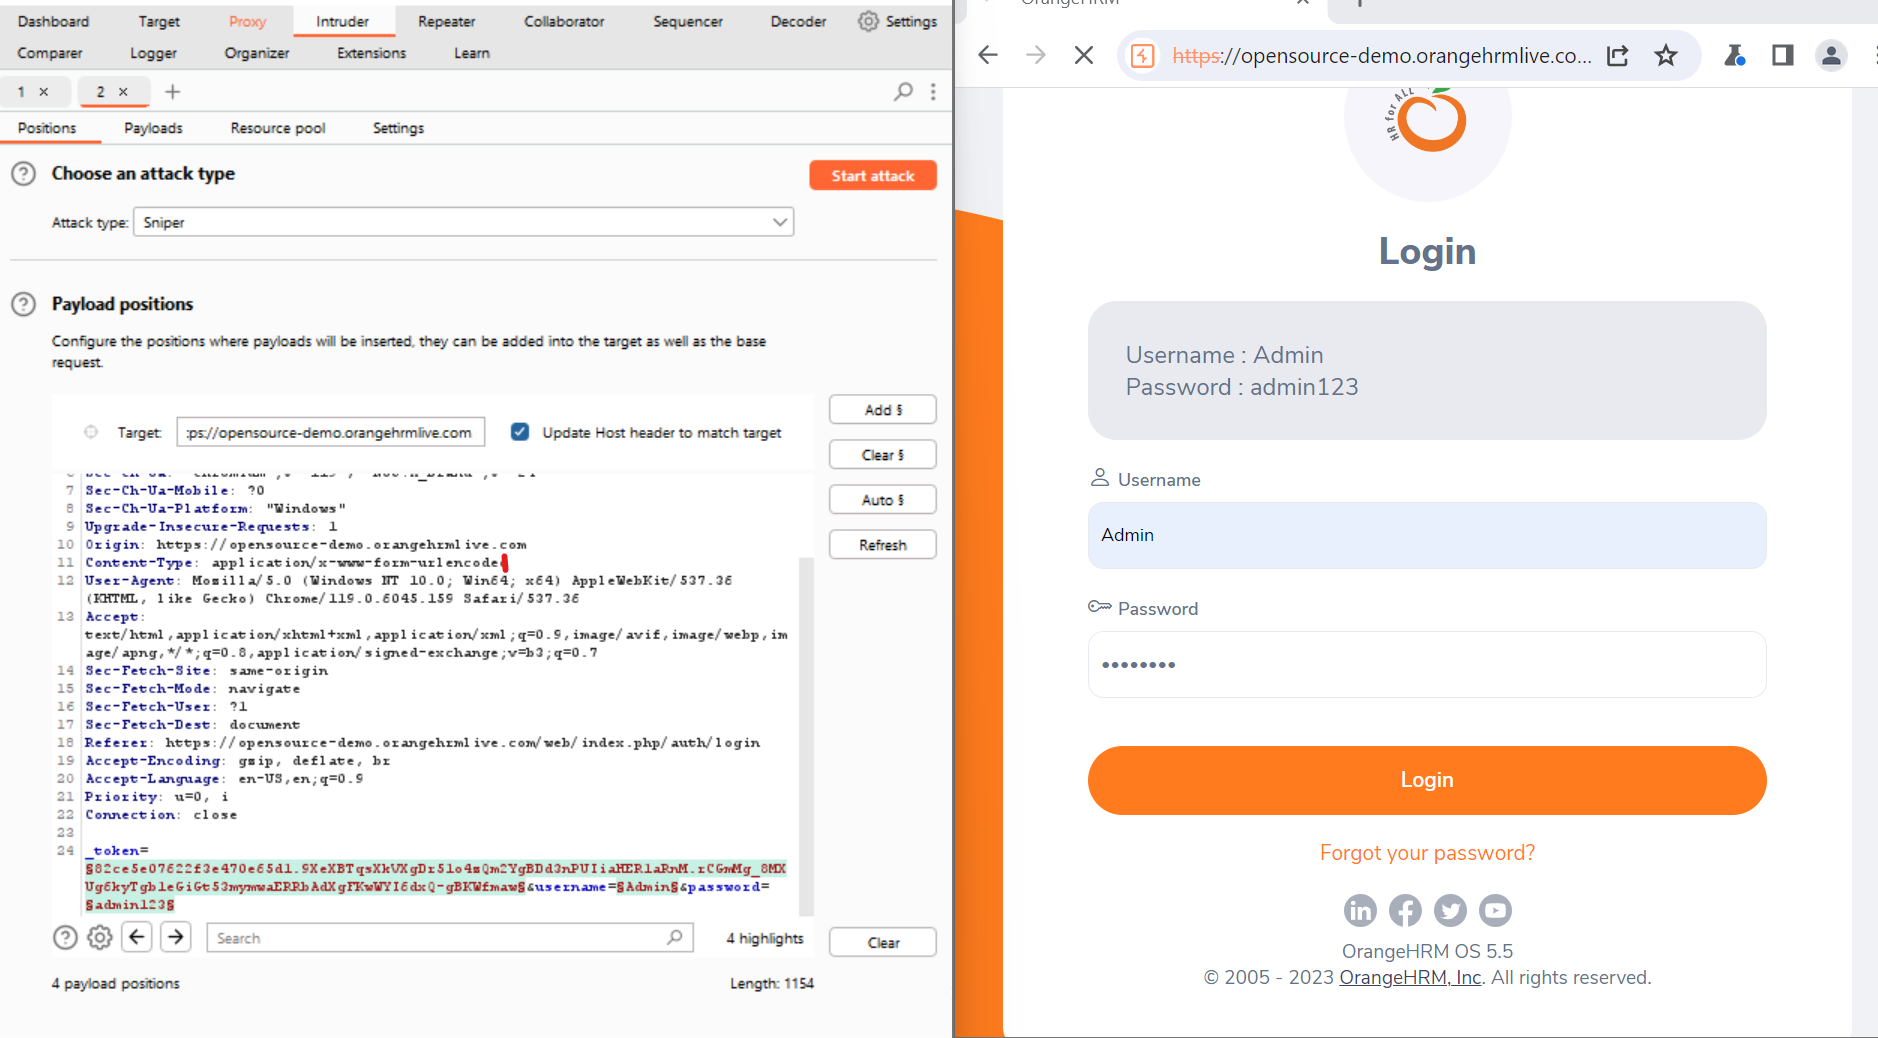 Dashboard Target Proxy Intruder Repeater Collaborator Sequencer Decoder Settings
Comparer Logger Organizer Extensions Learn
1 × 2 × +
Positions Payloads Resource pool Settings
Choose an attack type
Start attack
Attack type: Sniper
Payload positions
Configure the positions where payloads will be inserted, they can be added into the target as well as the base
request.
Target: :ps://opensource-demo.orangehrmlive.com Update Host header to match target
Add §
Clear §
Auto §
Refresh
7 Sec-Ch-Ua-Mobile: ?0
8 Sec-Ch-Ua-Platform: "Windows"
9 Upgrade-Insecure-Requests: 1
10 Origin: https://opensource-demo.orangehrmlive.com
11 Content-Type: application/x-www-form-urlencoded
12 User-Agent: Mozilla/5.0 (Windows NT 10.0; Win64; x64) AppleWebKit/537.36
(KHTML, like Gecko) Chrome/119.0.6045.159 Safari/537.36
13 Accept:
text/html,application/xhtml+xml,application/xml;q=0.9,image/avif,image/webp,im
age/apng,*/*;q=0.8,application/signed-exchange;v=b3;q=0.7
14 Sec-Fetch-Site: same-origin
15 Sec-Fetch-Mode: navigate
16 Sec-Fetch-User: ?1
17 Sec-Fetch-Dest: document
18 Referer: https://opensource-demo.orangehrmlive.com/web/index.php/auth/login
19 Accept-Encoding: gzip, deflate, br
20 Accept-Language: en-US,en;q=0.9
21 Priority: u=0, i
22 Connection: close
23
24 _token=
&username=§Admin§&password=
§admin123§
Search
4 highlights
Clear
4 payload positions
Length: 1154
OrangeHRM
https://opensource-demo.orangehrmlive.co...
HR for ALL
Login
Username : Admin
Password : admin123
Username
Admin
Password
••••••••
Login
Forgot your password?
OrangeHRM OS 5.5
© 2005 - 2023 OrangeHRM, Inc. All rights reserved.